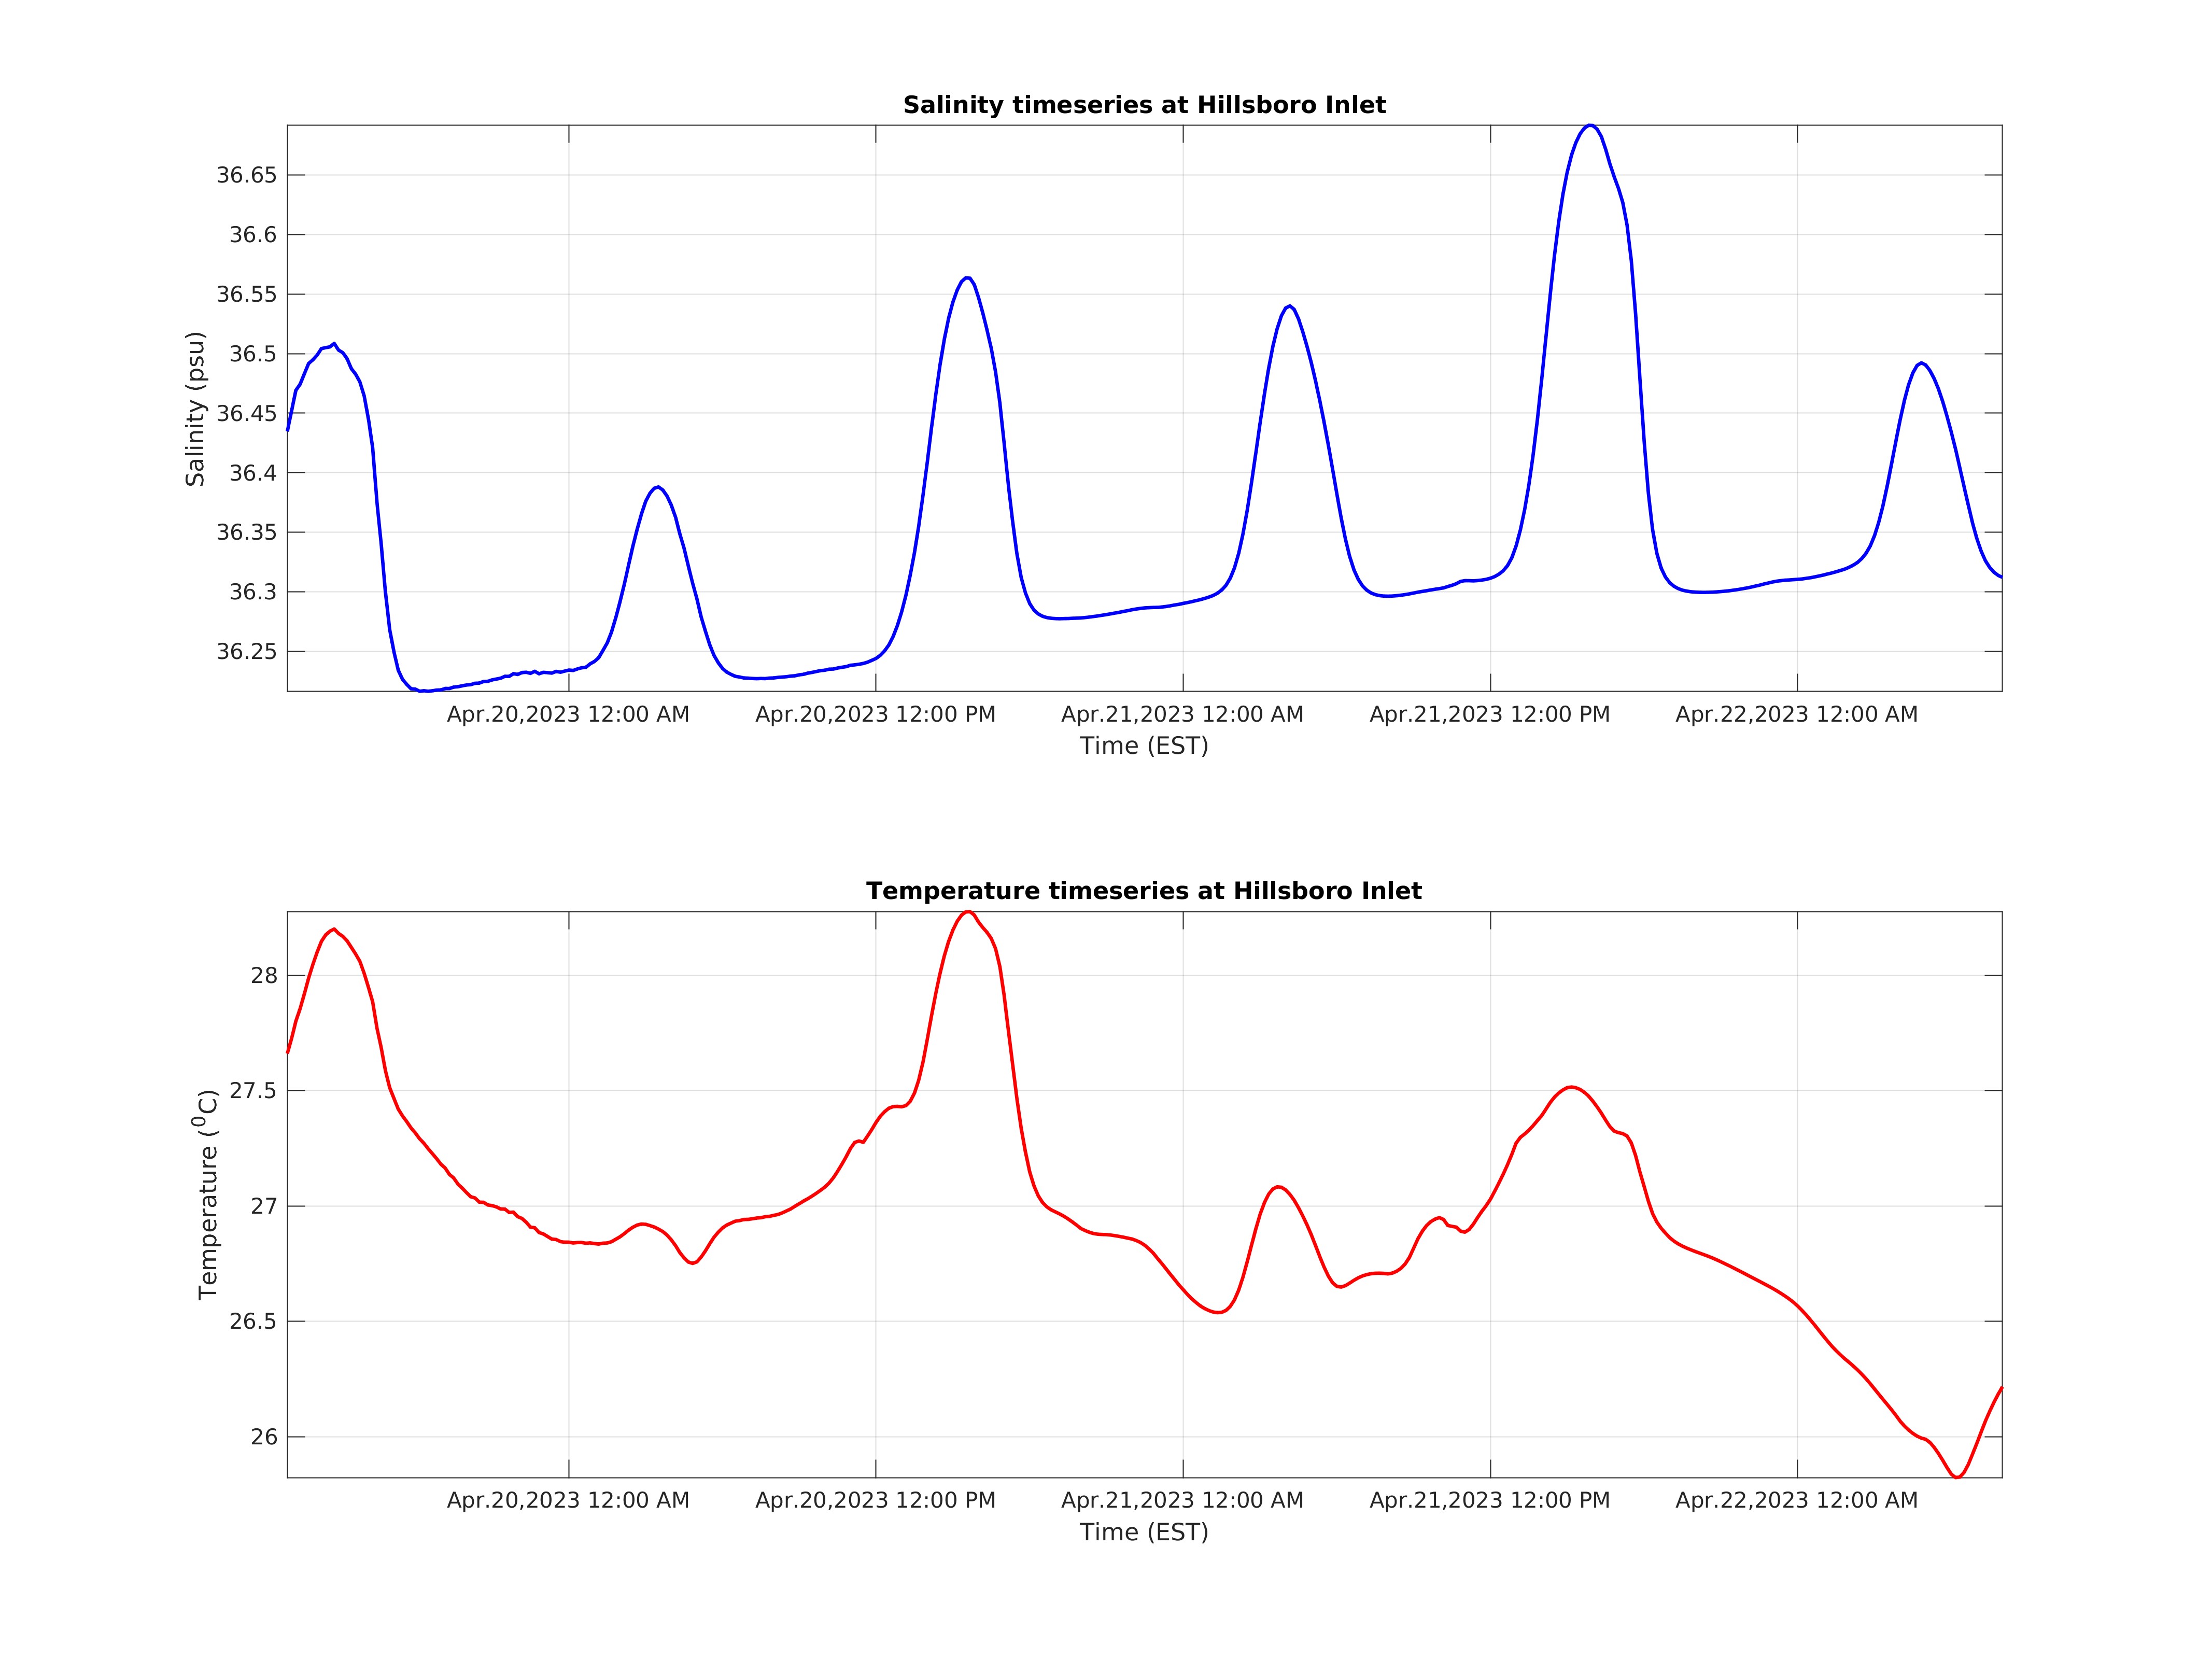 Salinity timeseries at Hillsboro Inlet
36.65
36.6
36.55
36.5
36.45
36.4
36.35
36.3
36.25
Salinity (psu)
Apr.20,2023 12:00 AM Apr.20,2023 12:00 PM Apr.21,2023 12:00 AM Apr.21,2023 12:00 PM Apr.22,2023 12:00 AM
Time (EST)
Temperature timeseries at Hillsboro Inlet
28
27.5
27
26.5
26
Temperature (⁰C)
Apr.20,2023 12:00 AM Apr.20,2023 12:00 PM Apr.21,2023 12:00 AM Apr.21,2023 12:00 PM Apr.22,2023 12:00 AM
Time (EST)